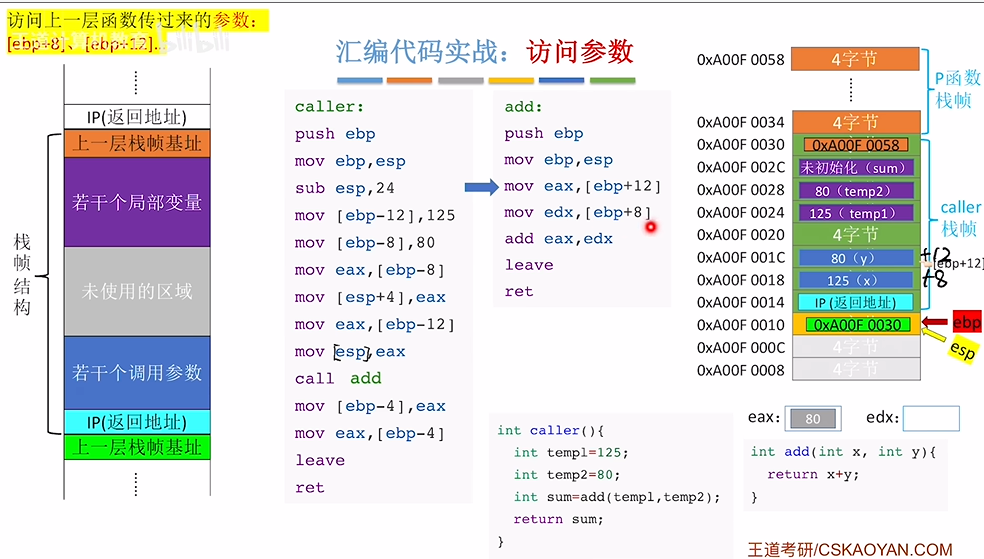 访问上一层函数传过来的参数:
[ebp+8]、[ebp+12]…
汇编代码实战：访问参数
IP(返回地址)
上一层栈帧基址
若干个局部变量
未使用的区域
若干个调用参数
IP(返回地址)
上一层栈帧基址
栈帧结构
caller:
push ebp
mov ebp,esp
sub esp,24
mov [ebp-12],125
mov [ebp-8],80
mov eax,[ebp-8]
mov [esp+4],eax
mov eax,[ebp-12]
mov [esp],eax
call add
mov [ebp-4],eax
mov eax,[ebp-4]
leave
ret
add:
push ebp
mov ebp,esp
mov eax,[ebp+12]
mov edx,[ebp+8]
add eax,edx
leave
ret
int caller(){
int temp1=125;
int temp2=80;
int sum=add(temp1,temp2);
return sum;
}
0xA00F 0058 4字节
P函数
栈帧
0xA00F 0034 4字节
0xA00F 0030 0xA00F 0058
0xA00F 002C 未初始化（sum）
0xA00F 0028 80（temp2）
0xA00F 0024 125（ temp1）
caller
栈帧
0xA00F 0020 4字节
0xA00F 001C 80（y） +12 [ebp+12]
0xA00F 0018 125（x） +8
0xA00F 0014 IP (返回地址)
0xA00F 0010 0xA00F 0030 ebp
esp
0xA00F 000C 4字节
0xA00F 0008 4字节
eax: 80 edx:
int add(int x, int y){
return x+y;
}
王道考研/CSKAOYAN.COM